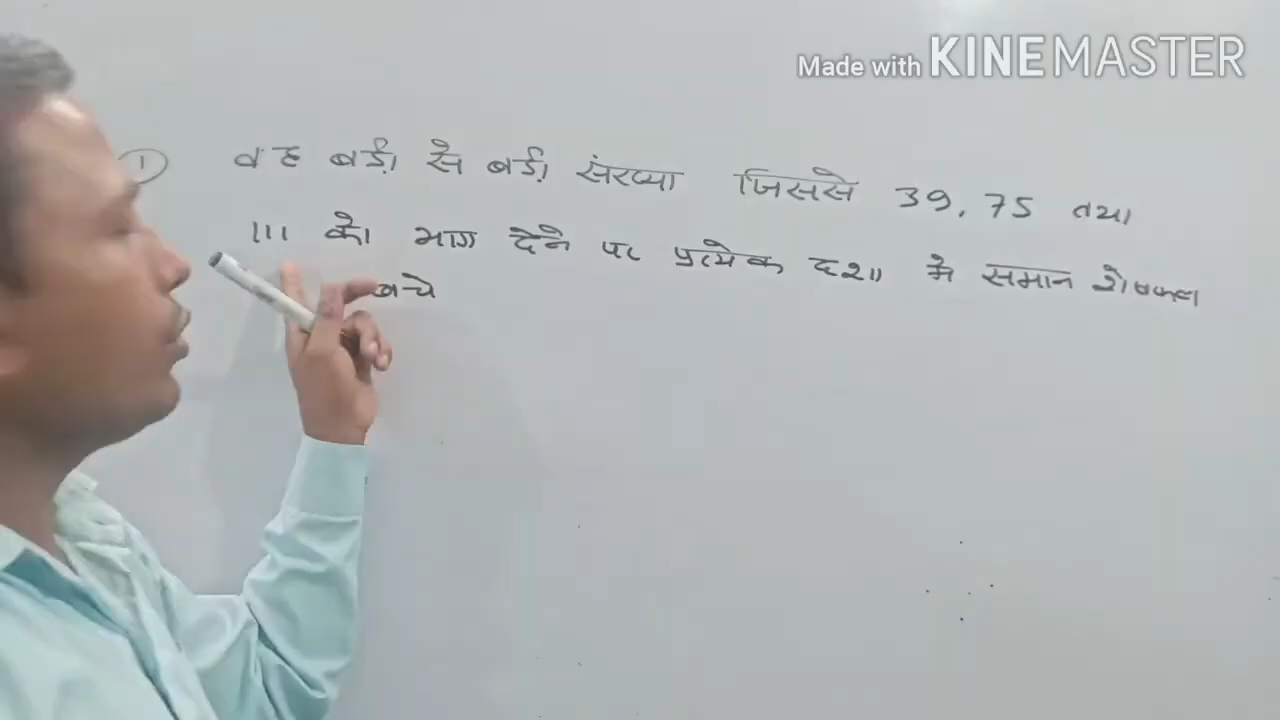 Made with KINEMASTER
1 वह बड़ी से बड़ी संख्या जिससे 39, 75 तथा
111 को भाग देने पर प्रत्येक दशा में समान शेषफल
बचे